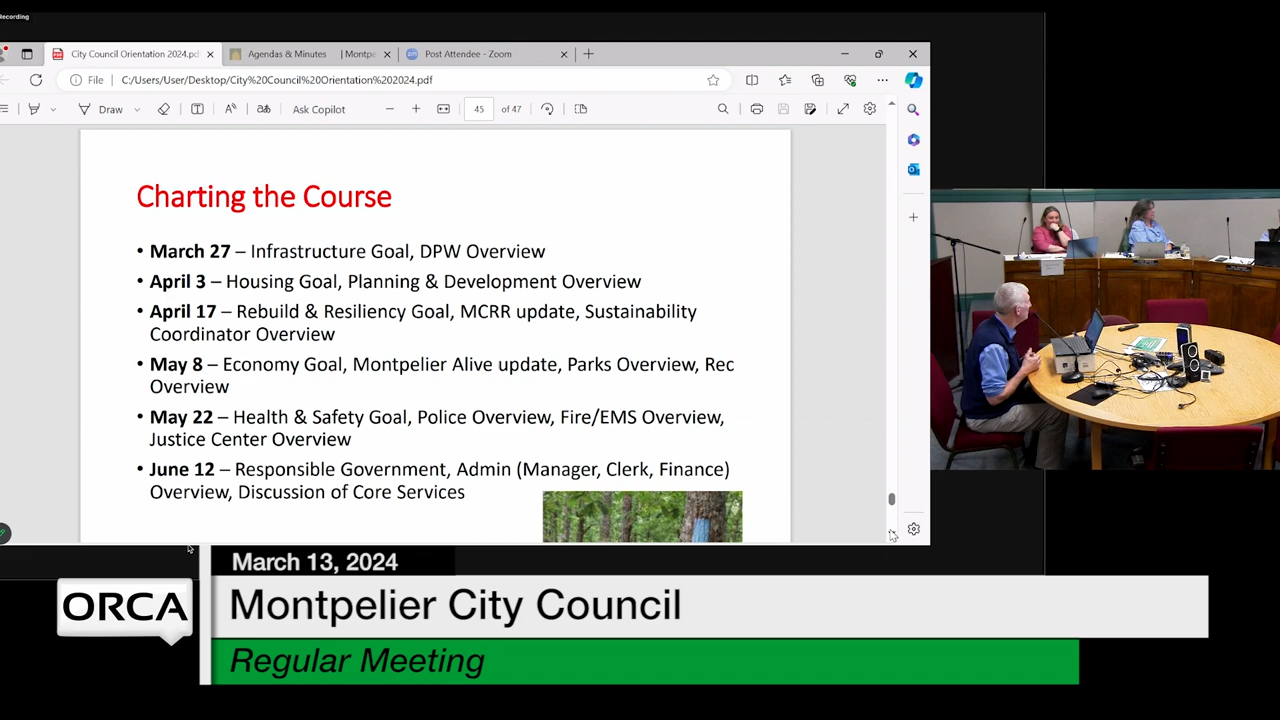 Recording
City Council Orientation 2024.pd
Agendas & Minutes | Montpe
Post Attendee - Zoom
File C:/Users/User/Desktop/City%20Council%20Orientation%202024.pdf
Draw
Ask Copilot
45 of 47
Charting the Course
• March 27 – Infrastructure Goal, DPW Overview
• April 3 – Housing Goal, Planning & Development Overview
• April 17 – Rebuild & Resiliency Goal, MCRR update, Sustainability
Coordinator Overview
• May 8 – Economy Goal, Montpelier Alive update, Parks Overview, Rec
Overview
• May 22 – Health & Safety Goal, Police Overview, Fire/EMS Overview,
Justice Center Overview
• June 12 – Responsible Government, Admin (Manager, Clerk, Finance)
Overview, Discussion of Core Services
March 13, 2024
ORCA
Montpelier City Council
Regular Meeting